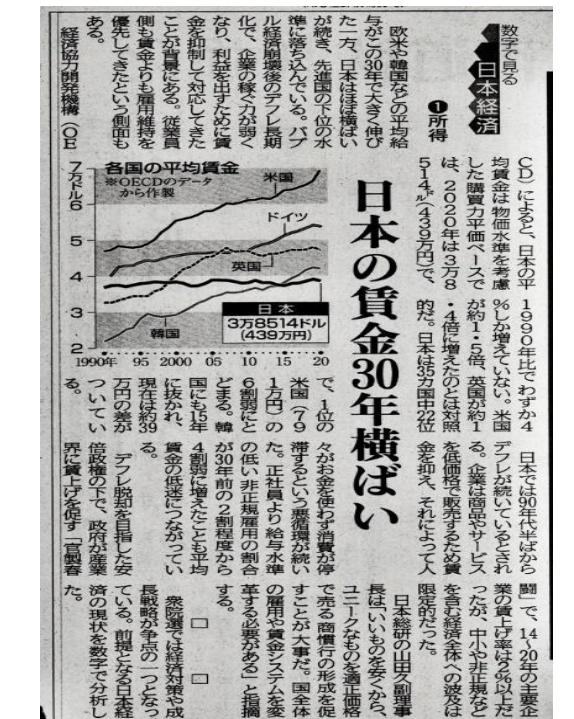 数字で見る
日本経済
❶所得
日本の賃金30年横ばい
欧米や韓国などの平均給
与がこの30年で大きく伸び
た一方、日本はほぼ横ばい
が続き、先進国の下位の水
準に落ち込んでいる。バブ
ル経済崩壊後のデフレ長期
化で、企業の稼ぐ力が弱く
なり、利益を出すために賃
金を抑制して対応してきた
ことが背景にある。従業員
側も賃金よりも雇用維持を
優先してきたという側面も
ある。
経済協力開発機構（OE
CD）によると、日本の平
均賃金は物価水準を考慮
した購買力平価ベースで
は、2020年は3万8
514㌦（439万円）で、
1990年比でわずか4
%しか増えていない。米国
が約1・5倍、英国が約1
・4倍に増えたのとは対照
的だ。日本は35カ国中22位
で、1位の
米国（79
1万円）の
6割弱にと
どまる。韓
国にも15年
に抜かれ、
現在は約39
万円の差が
ついてい
る。
日本では90年代半ばから
デフレが続いているとされ
る。企業は商品やサービス
を低価格で販売するため賃
金を抑え、それによって人
々がお金を使わず消費が停
滞するという悪循環が続い
た。正社員より給与水準
の低い非正規雇用の割合
が30年前の2割程度から
4割弱に増えたことも平均
賃金の低迷につながってい
る。
デフレ脱却を目指した安
倍政権の下で、政府が産業
界に賃上げを促す「官製春
闘」で、14～20年の主要企
業の賃上げ率は2%以上だ
ったが、中小や非正規など
を含む経済全体への波及は
限定的だった。
日本総研の山田久副理事
長は「いいものを安く、から、
ユニークなものを適正価格
で売る商慣行の形成を促
すことが大事だ。国全体
の雇用や賃金システムを変
革する必要がある」と指摘
する。
□ □
衆院選では経済対策や成
長戦略が争点の一つとなっ
ている。前提となる日本経
済の現状を数字で分析し
た。
各国の平均賃金
※OECDのデータ
から作製
7
万ドル
6
5
4
3
2
米国
ドイツ
英国
韓国
日本
3万8514ドル
(439万円)
1990年 95 2000 05 10 15 20